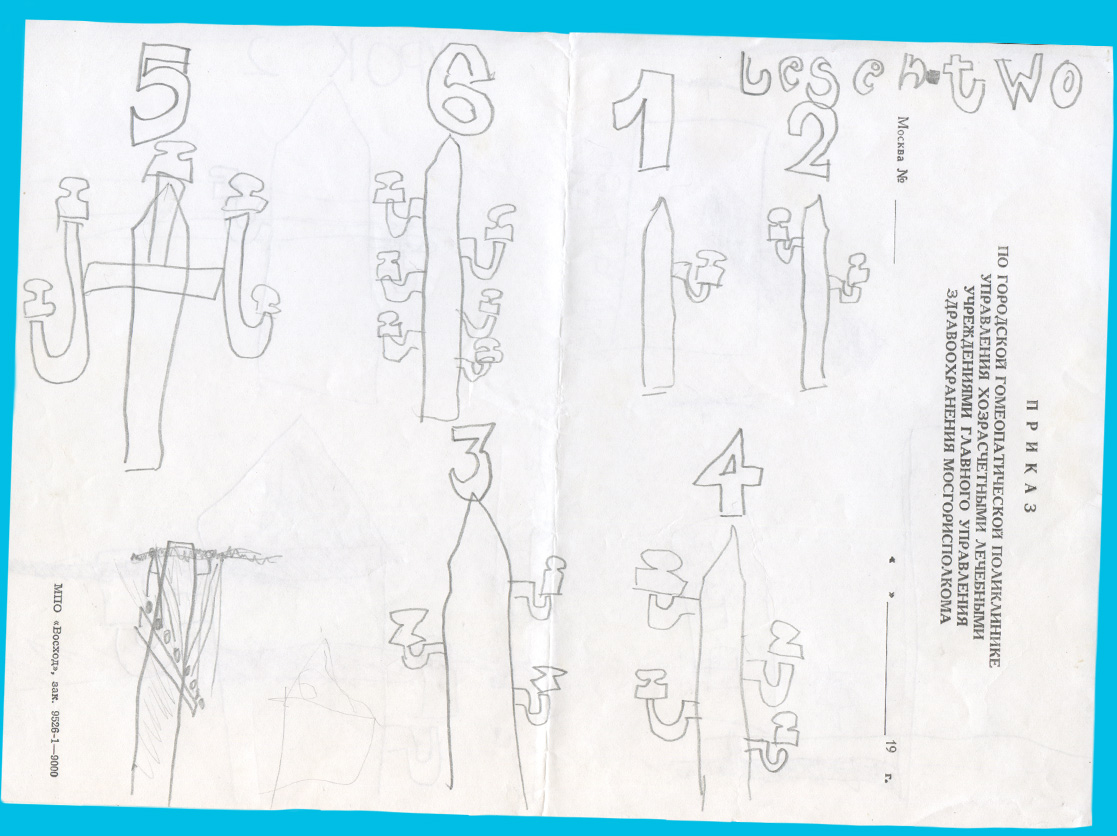 Lesen-two
5
6
1
2
3
4
ПРИКАЗ
ПО ГОРОДСКОЙ ГОМЕОПАТИЧЕСКОЙ ПОЛИКЛИНИКЕ
УПРАВЛЕНИЯ ХОЗРАСЧЕТНЫМИ ЛЕЧЕБНЫМИ
УЧРЕЖДЕНИЯМИ ГЛАВНОГО УПРАВЛЕНИЯ
ЗДРАВООХРАНЕНИЯ МОСГОРИСПОЛКОМА
Москва № « » 19 г.
МПО «Восход», зак. 9526-1—9000